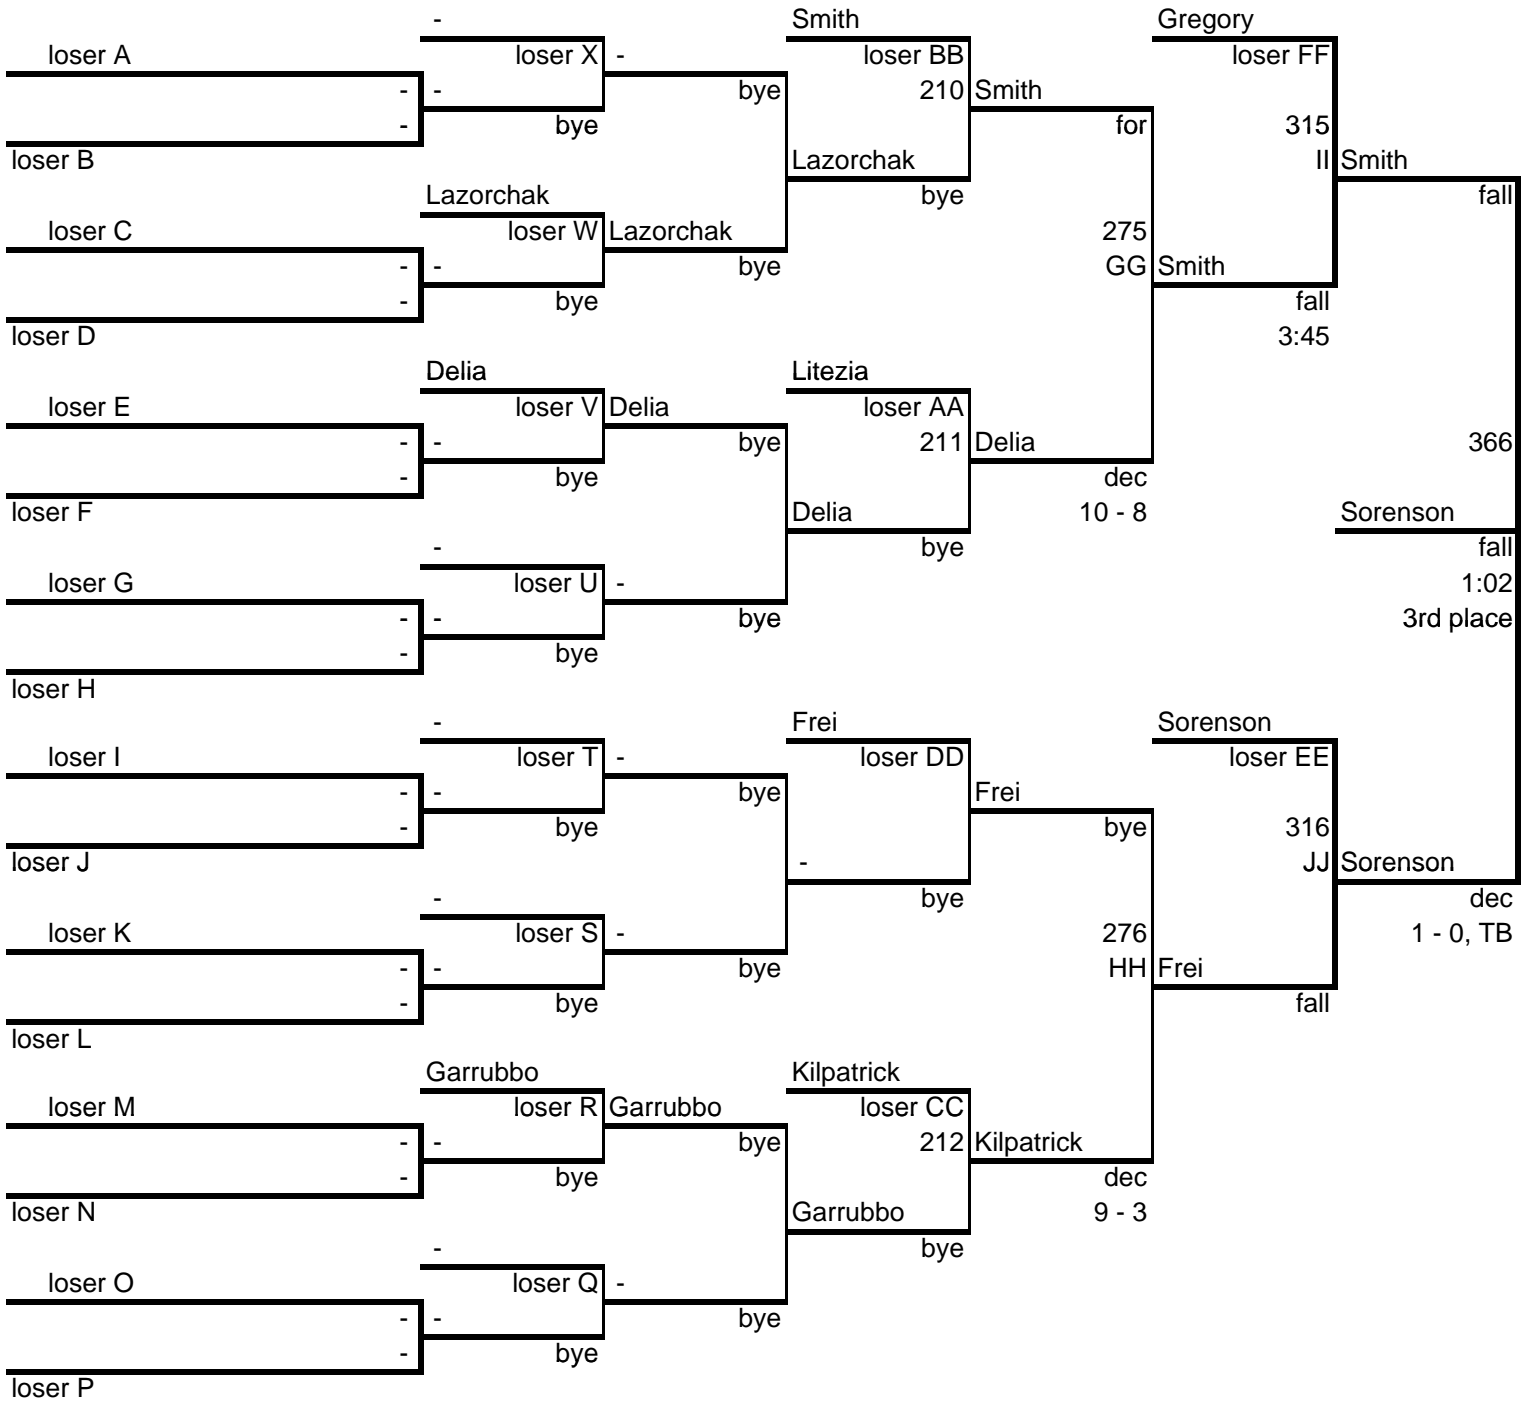 - Smith Gregory
loser A loser X - loser BB loser FF
- - bye 210 Smith
- bye for 315
loser B Lazorchak II Smith
Lazorchak bye fall
loser C loser W Lazorchak 275
- - bye GG Smith
- bye fall
loser D 3:45
Delia Litezia
loser E loser V Delia loser AA
- - bye 211 Delia 366
- bye dec
loser F Delia 10 - 8 Sorenson
- bye fall
loser G loser U - 1:02
- - bye 3rd place
- bye
loser H
- Frei Sorenson
loser I loser T - loser DD loser EE
- - bye Frei
- bye bye 316
loser J - JJ Sorenson
- bye dec
loser K loser S - 276 1 - 0, TB
- - bye HH Frei
- bye fall
loser L
Garrubbo Kilpatrick
loser M loser R Garrubbo loser CC
- - bye 212 Kilpatrick
- bye dec
loser N Garrubbo 9 - 3
- bye
loser O loser Q -
- - bye
- bye
loser P